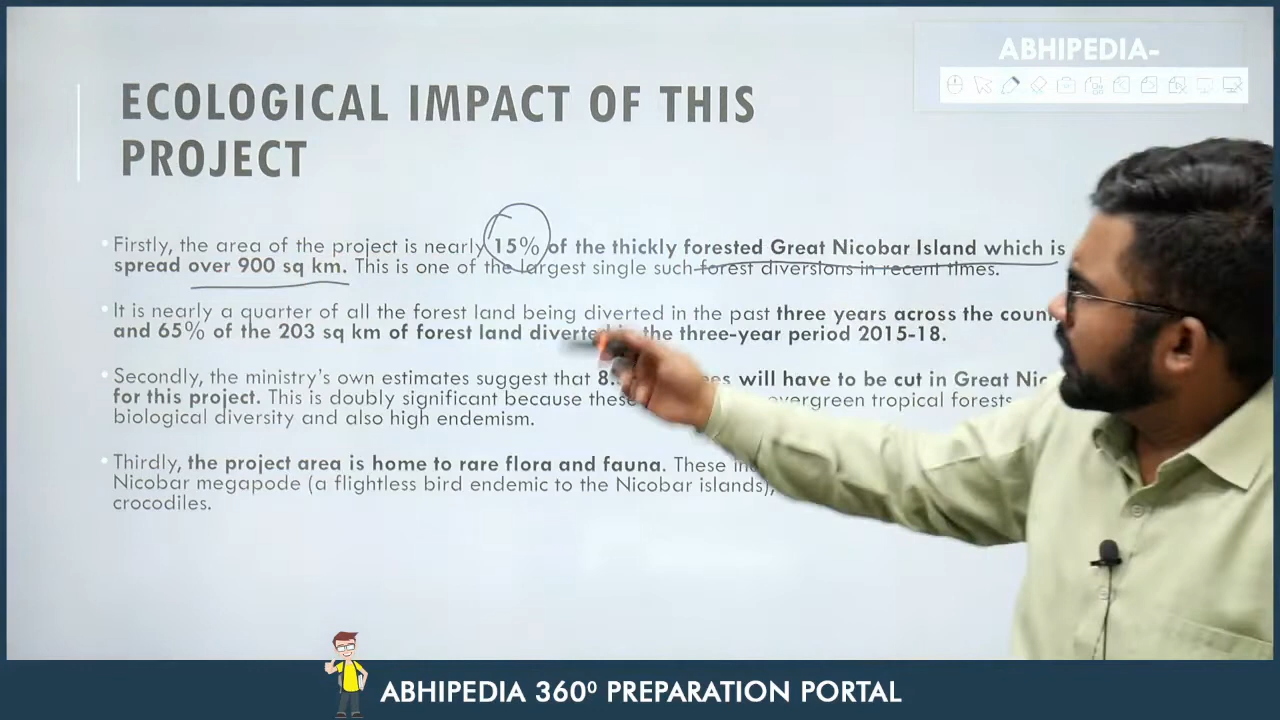 ABHIPEDIA-
ECOLOGICAL IMPACT OF THIS
PROJECT
Firstly, the area of the project is nearly 15% of the thickly forested Great Nicobar Island which is
spread over 900 sq km. This is one of the largest single such forest diversions in recent times.
It is nearly a quarter of all the forest land being diverted in the past three years across the
and 65% of the 203 sq km of forest land diverted the three-year period 2015-18.
Secondly, the ministry's own estimates suggest that will have to be cut in Great
for this project. This is doubly significant because these evergreen tropical forests
biological diversity and also high endemism.
Thirdly, the project area is home to rare flora and fauna. These
Nicobar megapode (a flightless bird endemic to the Nicobar islands),
crocodiles.
ABHIPEDIA 360⁰ PREPARATION PORTAL